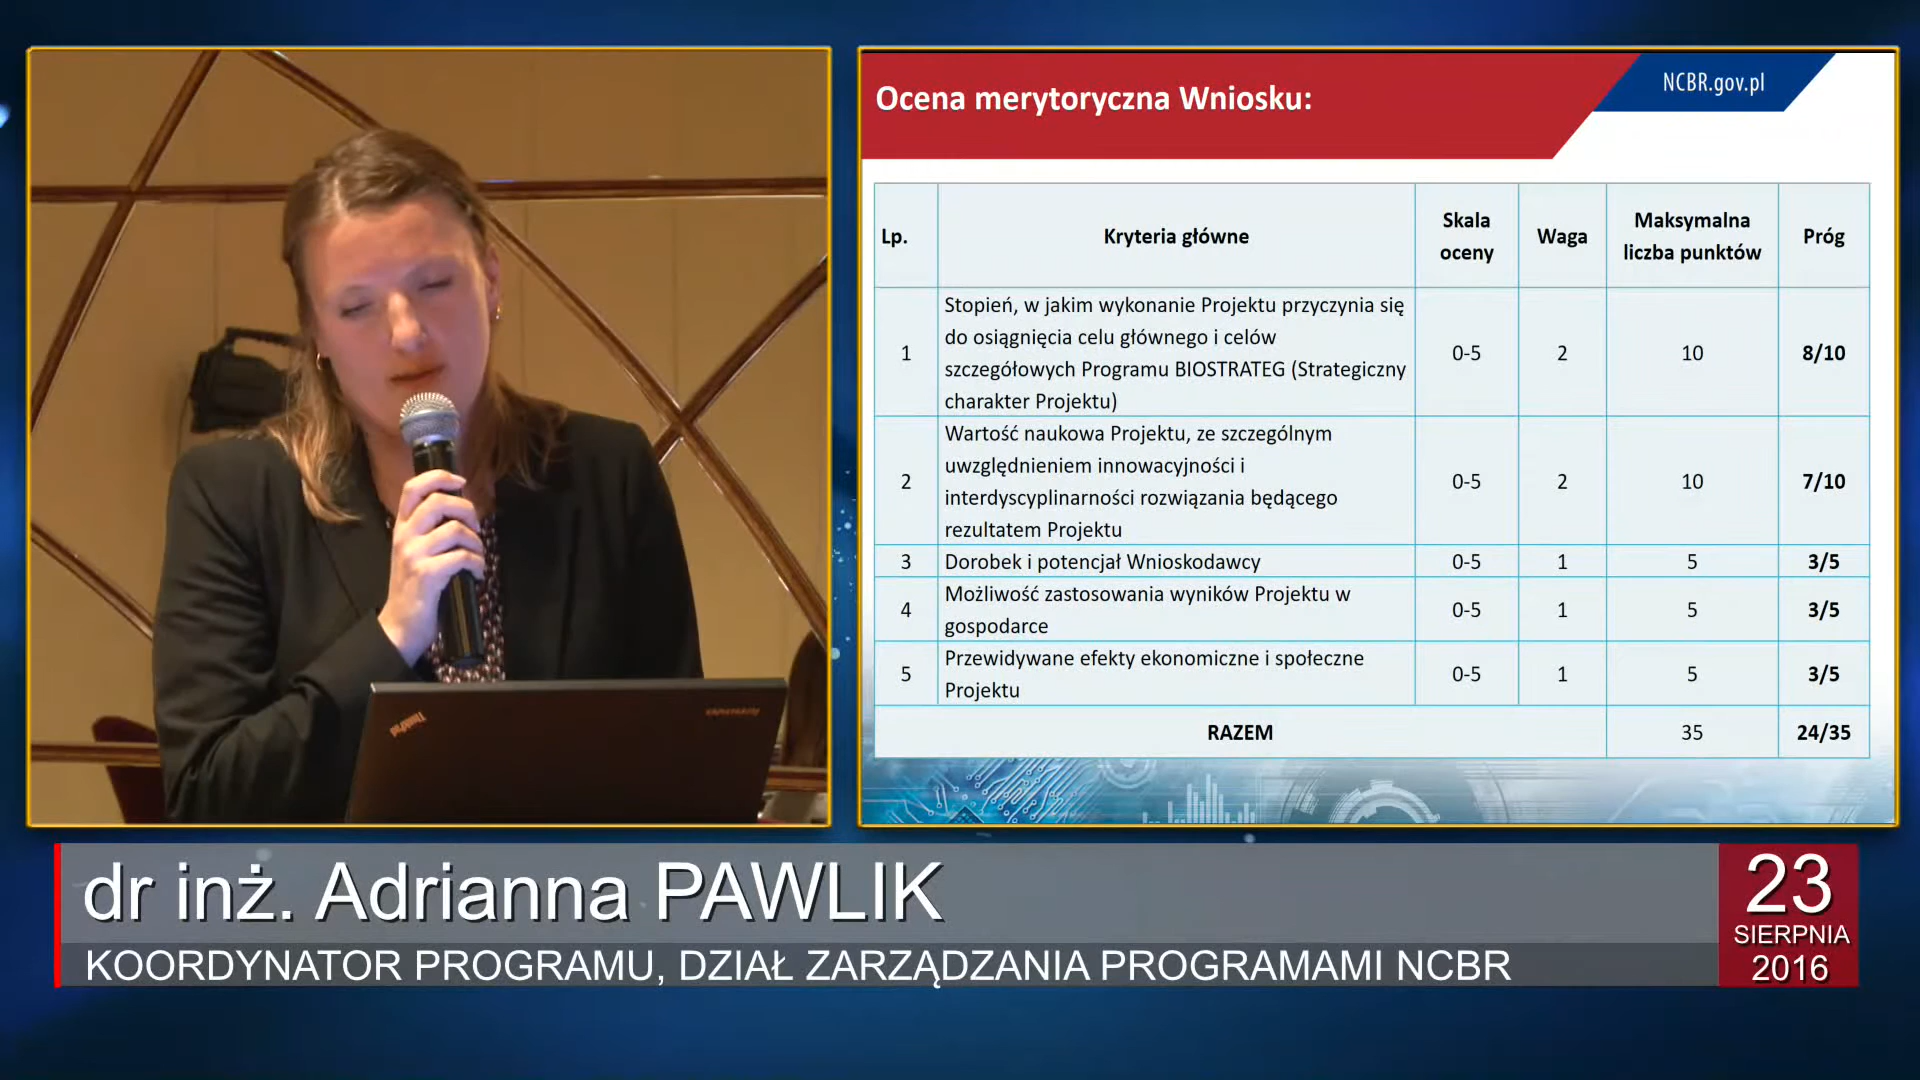 Ocena merytoryczna Wniosku:
NCBR.gov.pl
Lp.
Kryteria główne
Skala
oceny
Waga
Maksymalna
liczba punktów
Próg
1
Stopień, w jakim wykonanie Projektu przyczynia się
do osiągnięcia celu głównego i celów
szczegółowych Programu BIOSTRATEG (Strategiczny
charakter Projektu)
0-5
2
10
8/10
2
Wartość naukowa Projektu, ze szczególnym
uwzględnieniem innowacyjności i
interdyscyplinarności rozwiązania będącego
rezultatem Projektu
0-5
2
10
7/10
3
Dorobek i potencjał Wnioskodawcy
0-5
1
5
3/5
4
Możliwość zastosowania wyników Projektu w
gospodarce
0-5
1
5
3/5
5
Przewidywane efekty ekonomiczne i społeczne
Projektu
0-5
1
5
3/5
RAZEM
35
24/35
ThinkPad
dr inż. Adrianna PAWLIK
KOORDYNATOR PROGRAMU, DZIAŁ ZARZĄDZANIA PROGRAMAMI NCBR
23
SIERPNIA
2016